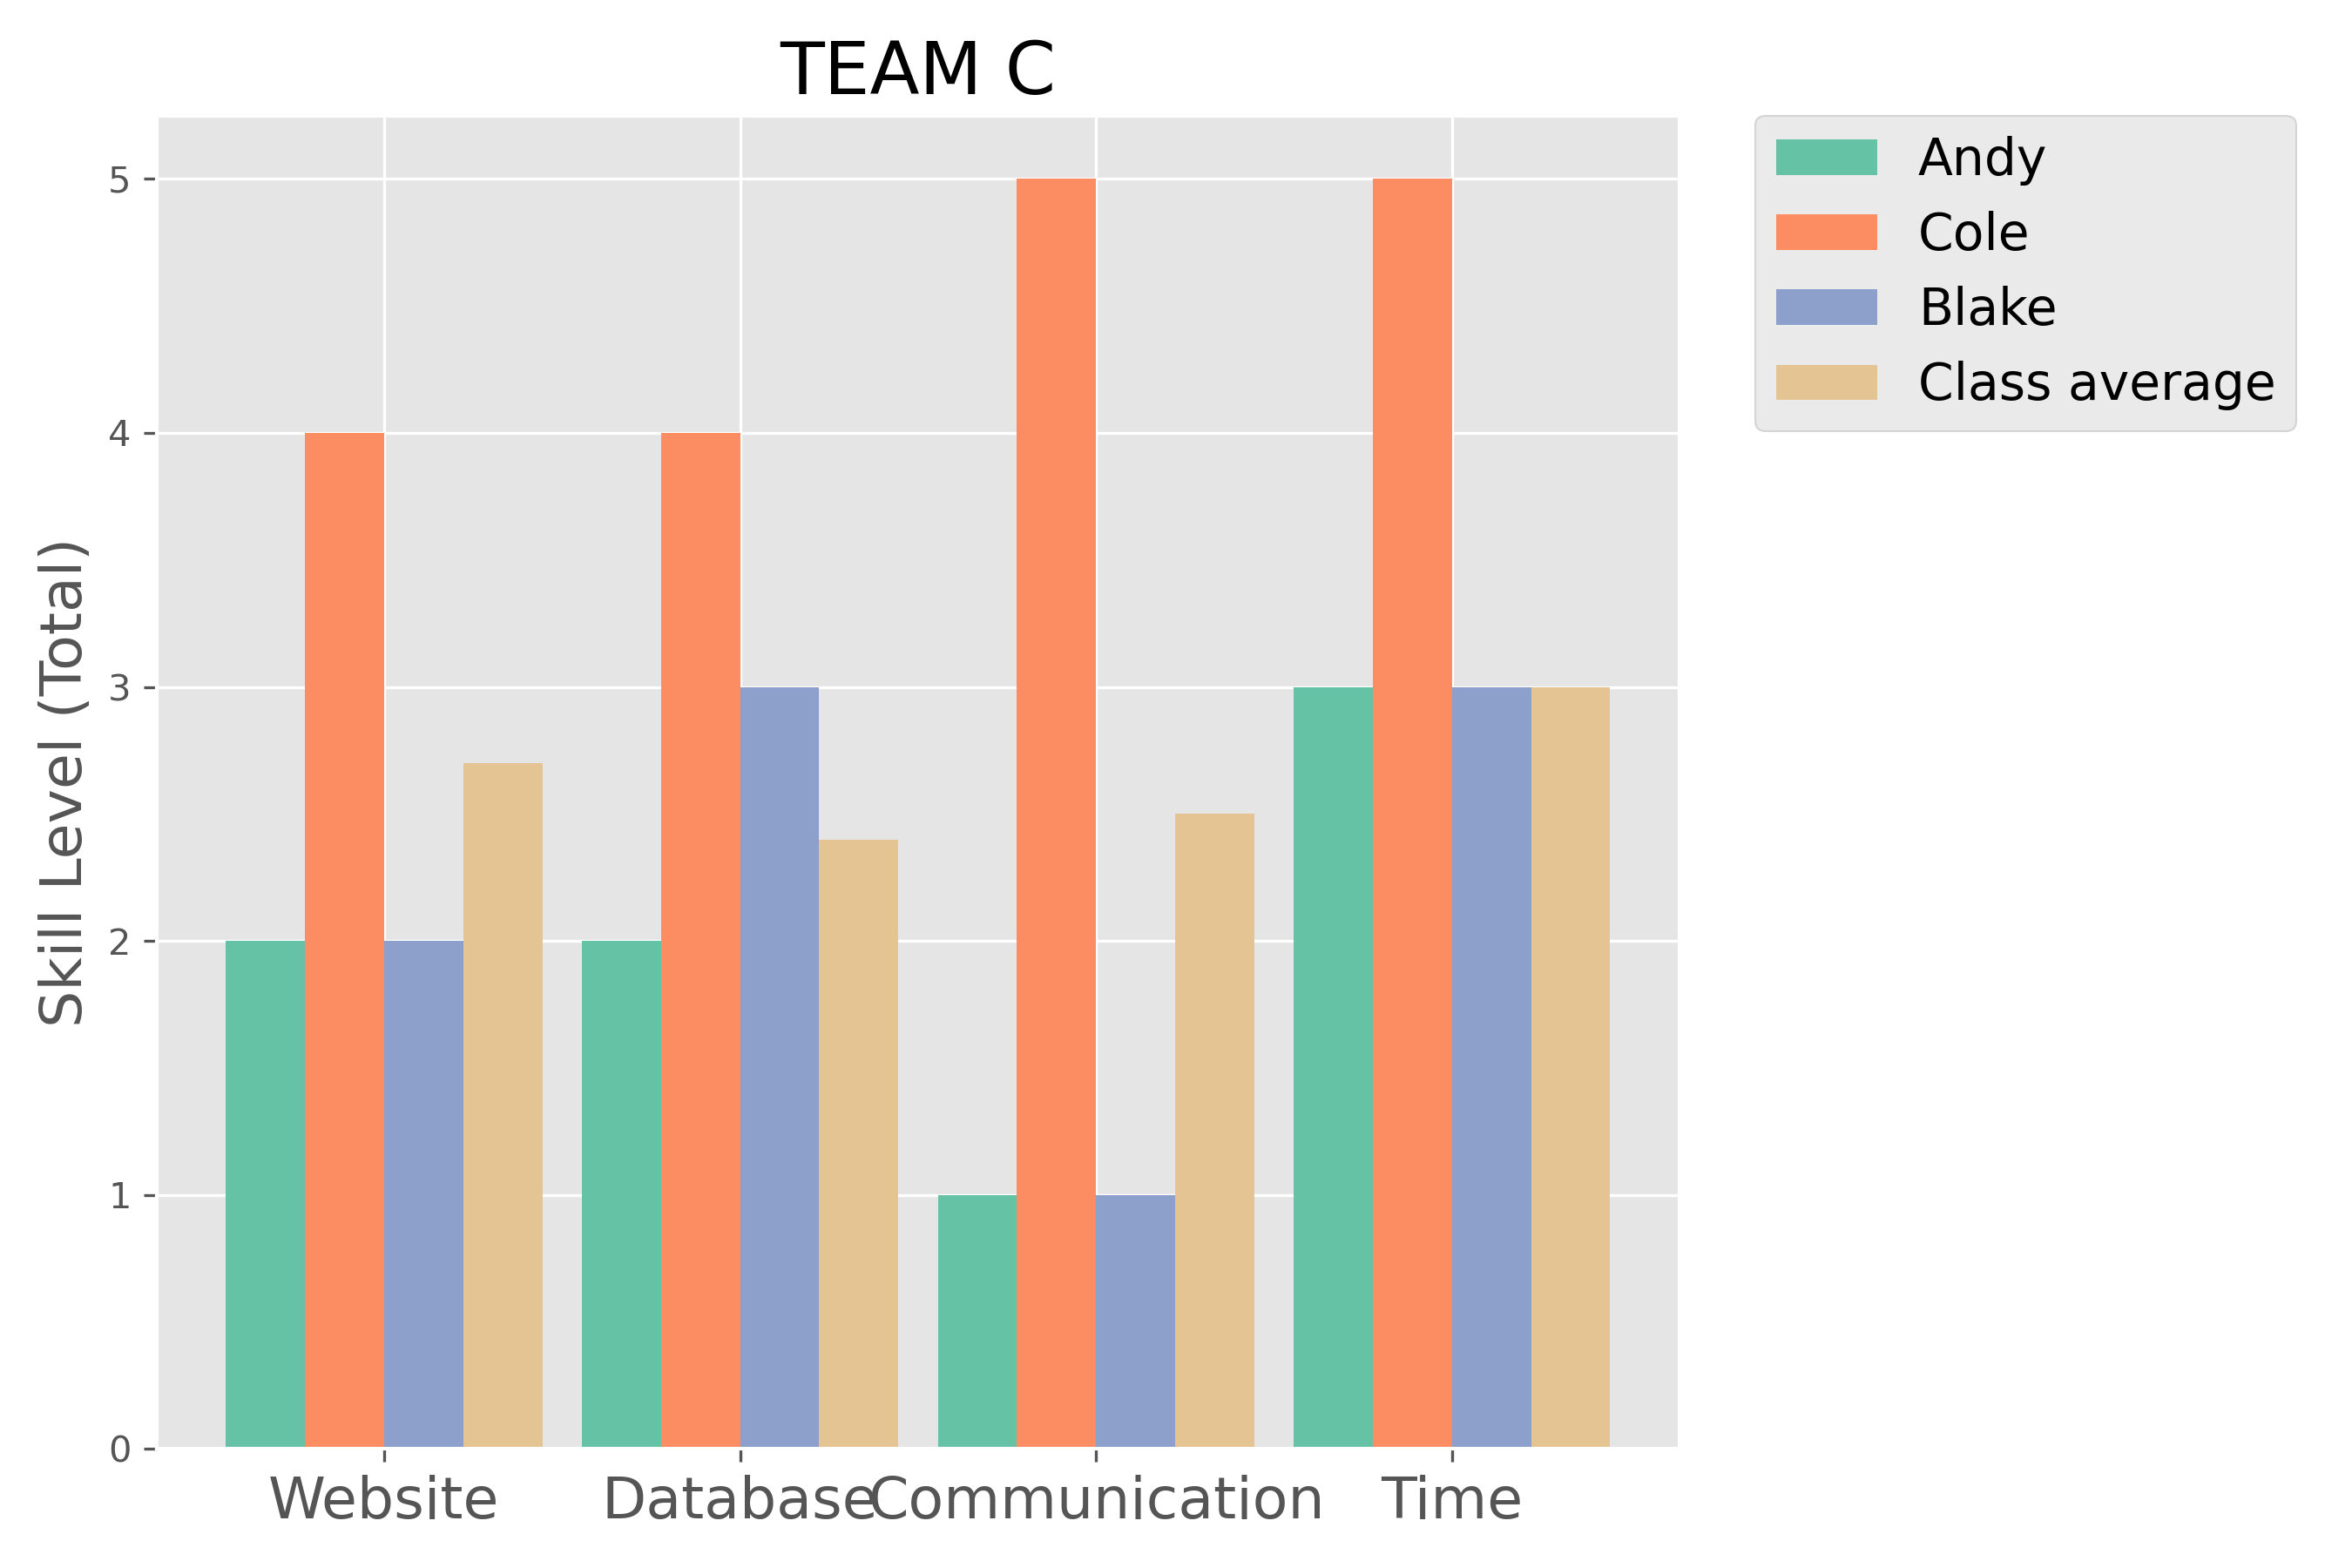 TEAM C
Skill Level (Total)
5
4
3
2
1
0
Website Database Communication Time
Andy
Cole
Blake
Class average